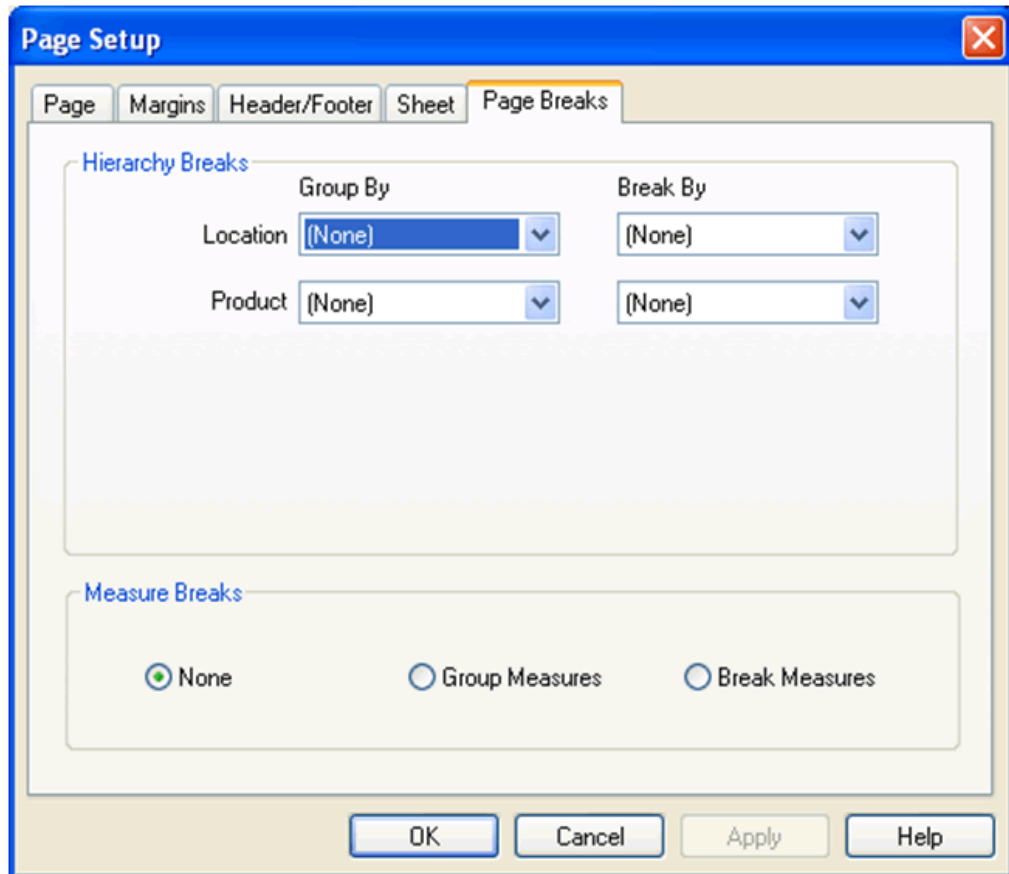 Page Setup
Page Margins Header/Footer Sheet Page Breaks
Hierarchy Breaks
Group By Break By
Location (None) (None)
Product (None) (None)
Measure Breaks
None Group Measures Break Measures
OK Cancel Apply Help